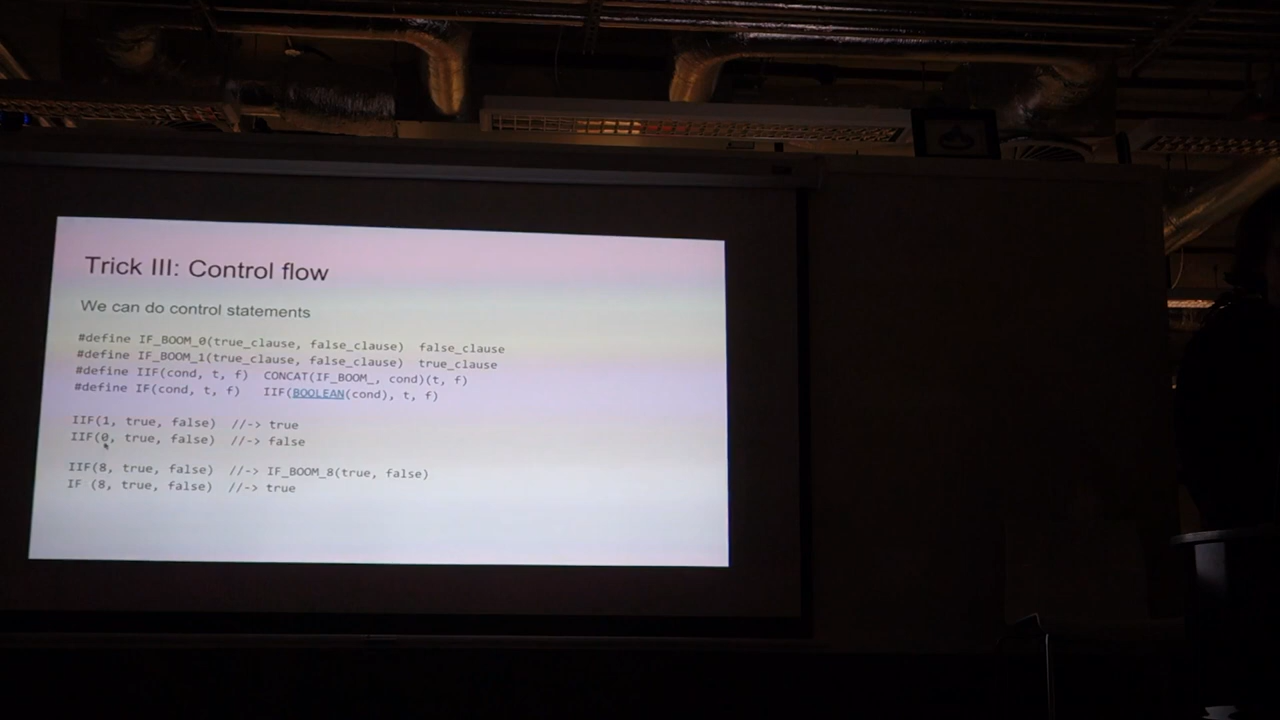 Trick III: Control flow
We can do control statements
#define IF_BOOM_0(true_clause, false_clause)  false_clause
#define IF_BOOM_1(true_clause, false_clause)  true_clause
#define IIF(cond, t, f)  CONCAT(IF_BOOM_, cond)(t, f)
#define IF(cond, t, f)   IIF(BOOLEAN(cond), t, f)
IIF(1, true, false)  //-> true
IIF(0, true, false)  //-> false
IIF(8, true, false)  //-> IF_BOOM_8(true, false)
IF (8, true, false)  //-> true